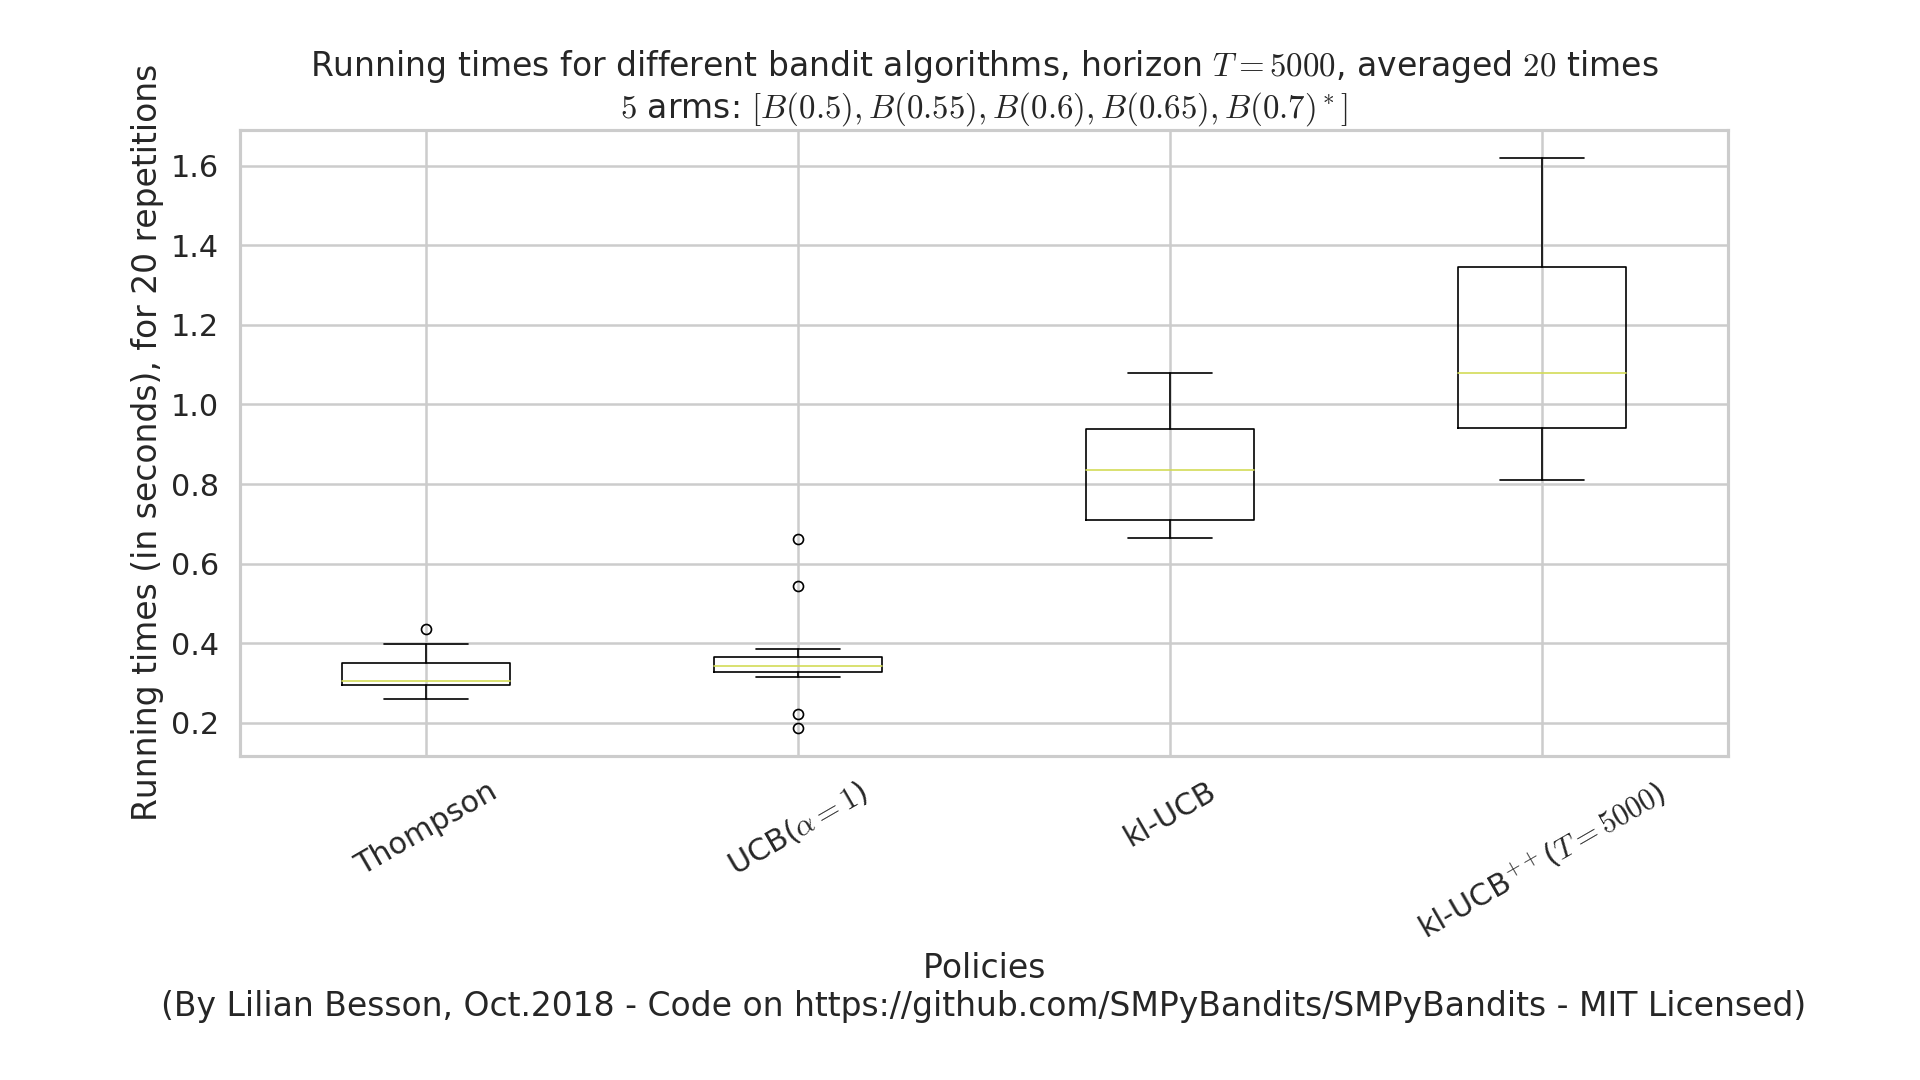 Running times for different bandit algorithms, horizon T = 5000, averaged 20 times
5 arms: [B(0.5), B(0.55), B(0.6), B(0.65), B(0.7)*]
Running times (in seconds), for 20 repetitions
1.6
1.4
1.2
1.0
0.8
0.6
0.4
0.2
Thompson
UCB(α = 1)
kl-UCB
kl-UCB⁺⁺(T = 5000)
Policies
(By Lilian Besson, Oct.2018 - Code on https://github.com/SMPyBandits/SMPyBandits - MIT Licensed)